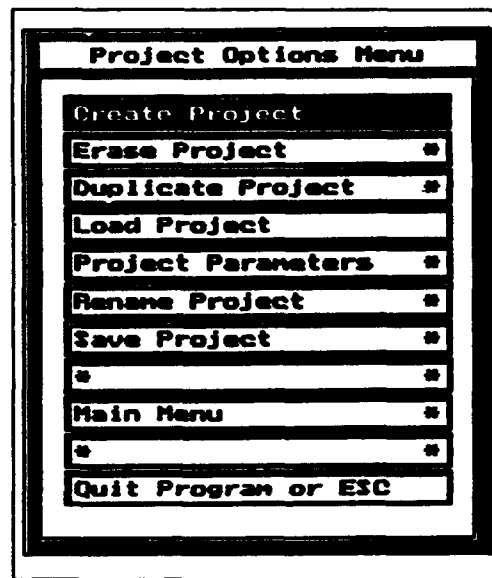 Project Options Menu
Create Project
Erase Project *
Duplicate Project *
Load Project
Project Parameters *
Rename Project *
Save Project *
* *
Main Menu *
* *
Quit Program or ESC